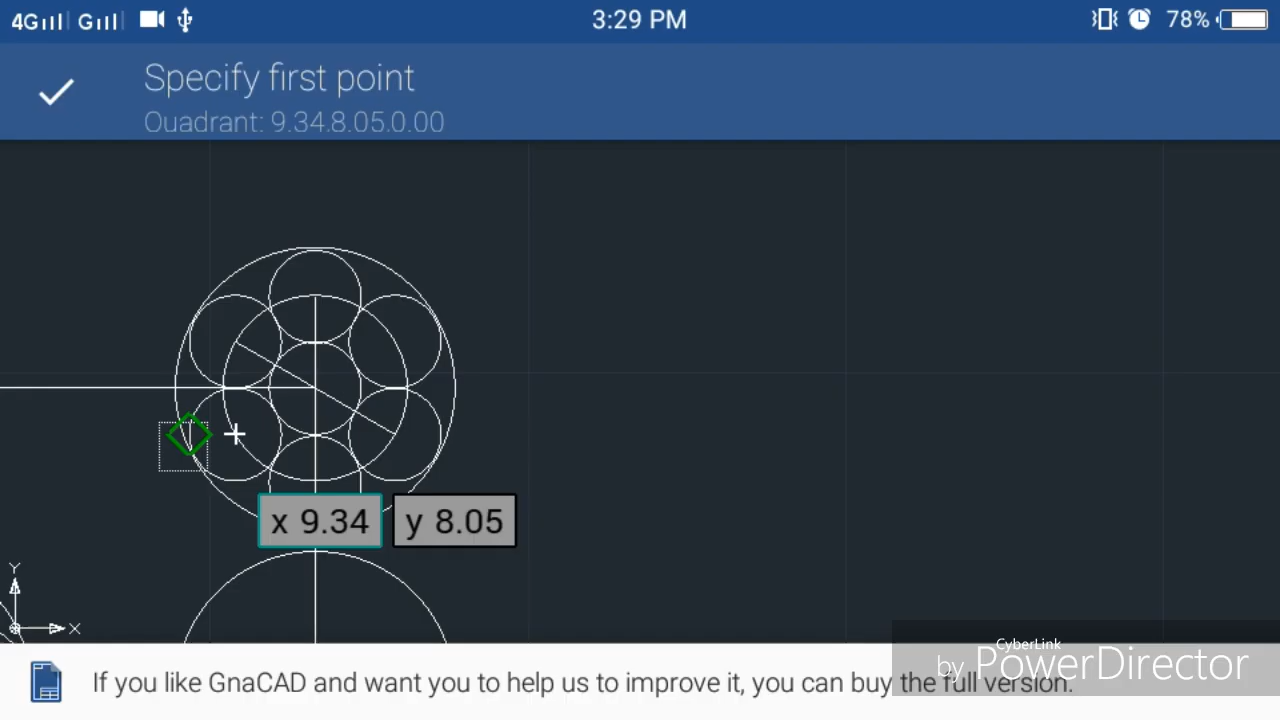 4G G 3:29 PM 78%
Specify first point
Quadrant: 9.34,8.05,0.00
x 9.34 y 8.05
Y
X
CyberLink
by PowerDirector
If you like GnaCAD and want you to help us to improve it, you can buy the full version.